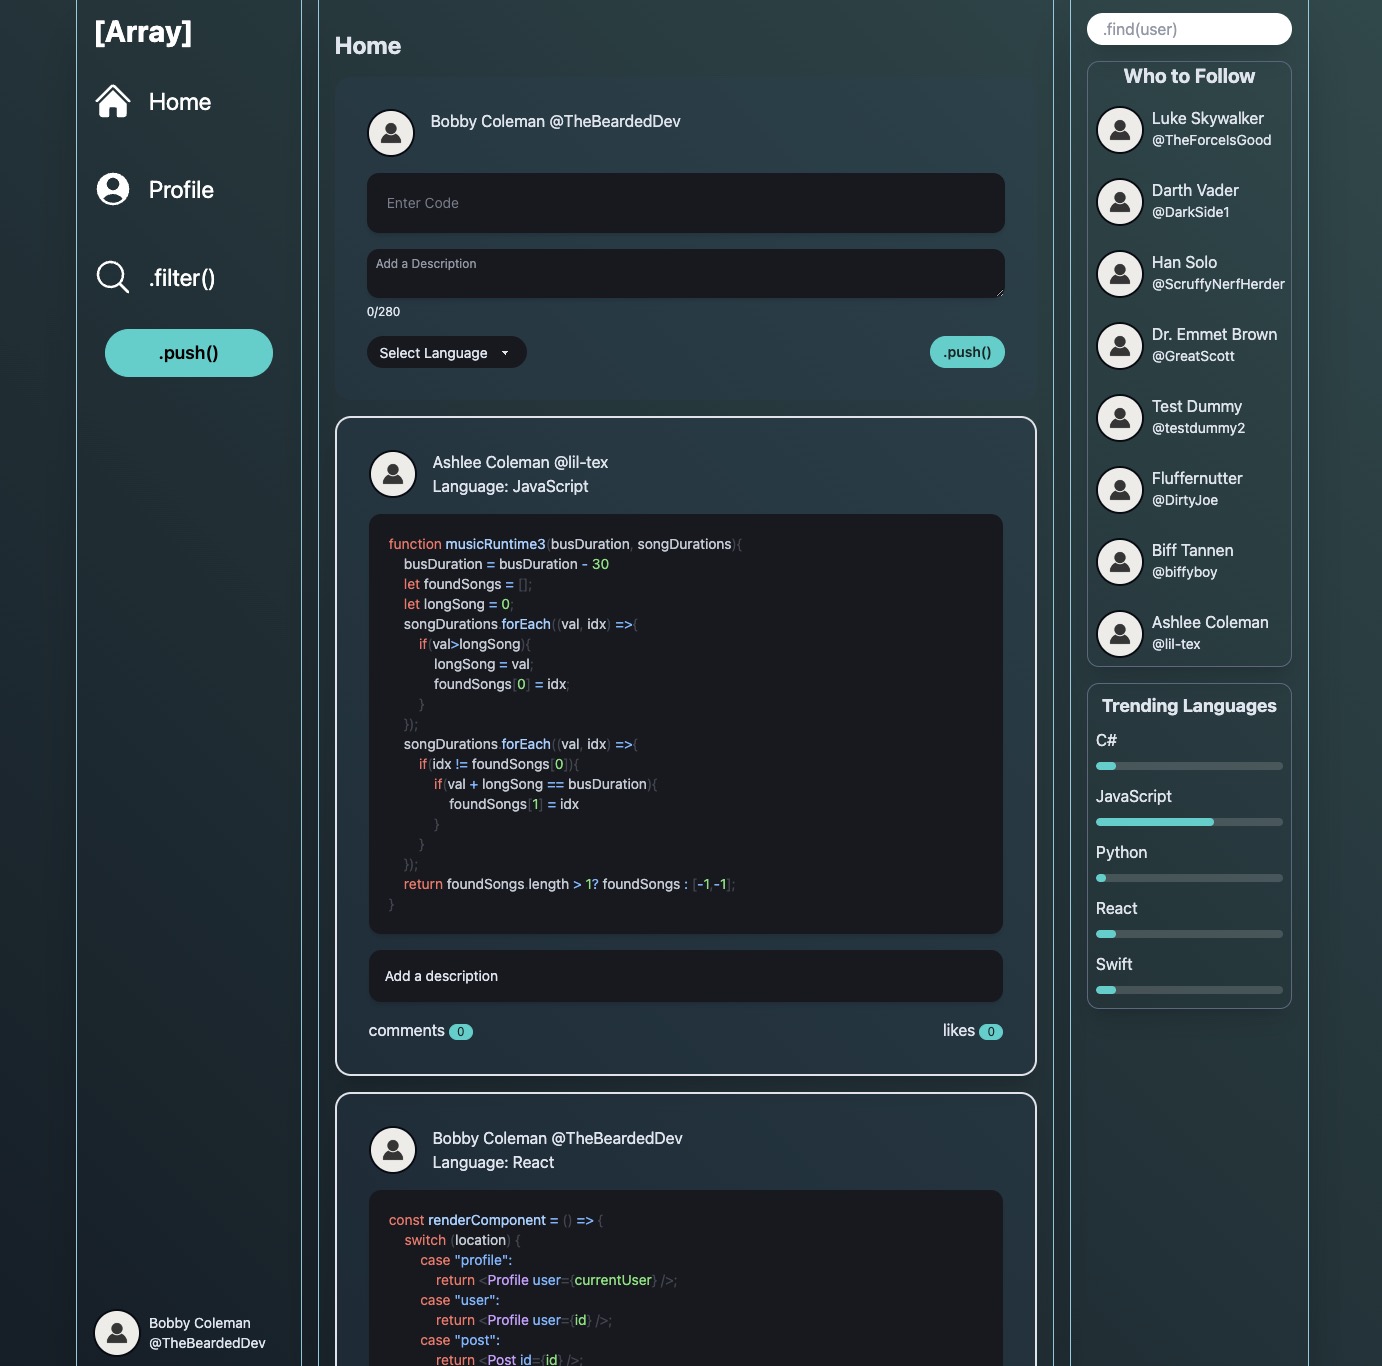 [Array]
Home
Profile
.filter()
.push()
Bobby Coleman
@TheBeardedDev
Home
Bobby Coleman @TheBeardedDev
Enter Code
Add a Description
0/280
Select Language
.push()
Ashlee Coleman @lil-tex
Language: JavaScript
function musicRuntime3(busDuration, songDurations){
busDuration = busDuration - 30
let foundSongs = [];
let longSong = 0;
songDurations.forEach((val, idx) =>{
if(val>longSong){
longSong = val;
foundSongs[0] = idx;
}
});
songDurations.forEach((val, idx) =>{
if(idx != foundSongs[0]){
if(val + longSong == busDuration){
foundSongs[1] = idx
}
}
});
return foundSongs.length > 1? foundSongs : [-1,-1];
}
Add a description
comments 0
likes 0
Bobby Coleman @TheBeardedDev
Language: React
const renderComponent = () => {
switch (location) {
case "profile":
return <Profile user={currentUser} />;
case "user":
return <Profile user={id} />;
case "post":
return <Post id={id} />;
.find(user)
Who to Follow
Luke Skywalker
@TheForceIsGood
Darth Vader
@DarkSide1
Han Solo
@ScruffyNerfHerder
Dr. Emmet Brown
@GreatScott
Test Dummy
@testdummy2
Fluffernutter
@DirtyJoe
Biff Tannen
@biffyboy
Ashlee Coleman
@lil-tex
Trending Languages
C#
JavaScript
Python
React
Swift